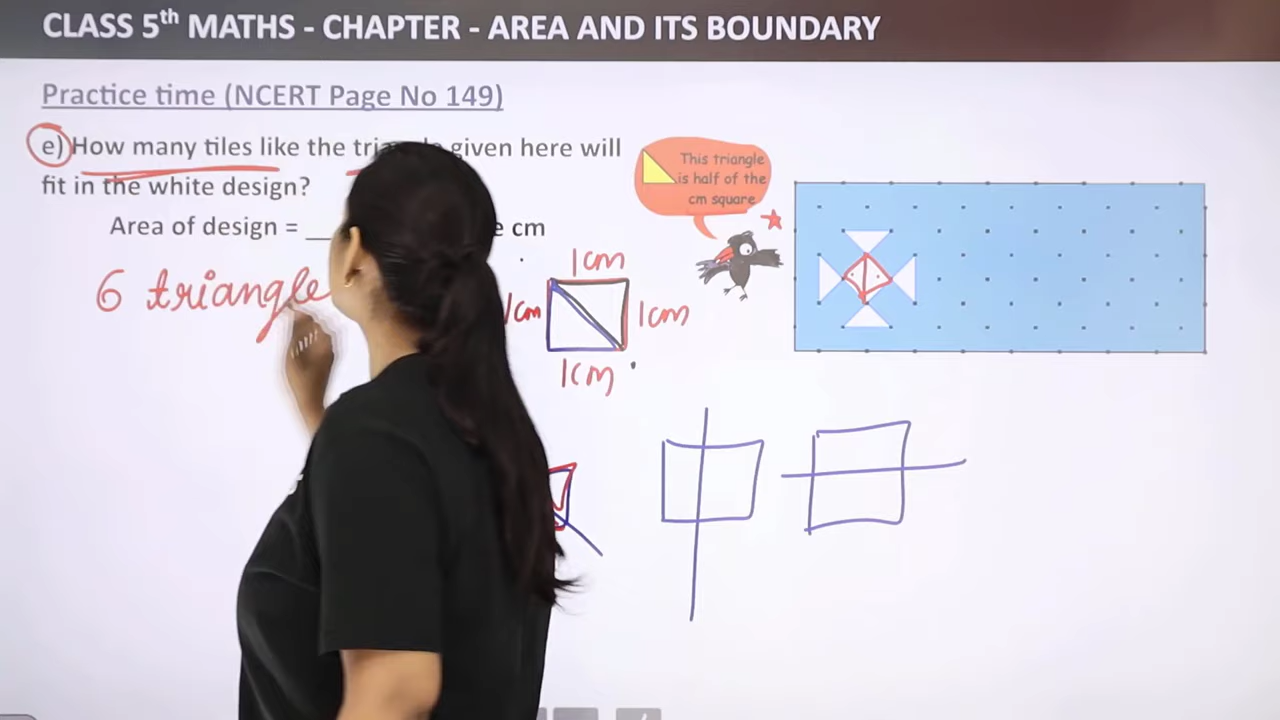 CLASS 5th MATHS - CHAPTER - AREA AND ITS BOUNDARY
Practice time (NCERT Page No 149)
e) How many tiles like the given here will
fit in the white design?
Area of design = __ cm
This triangle
is half of the
cm square
6 triangle
1cm
1cm
1cm
1cm